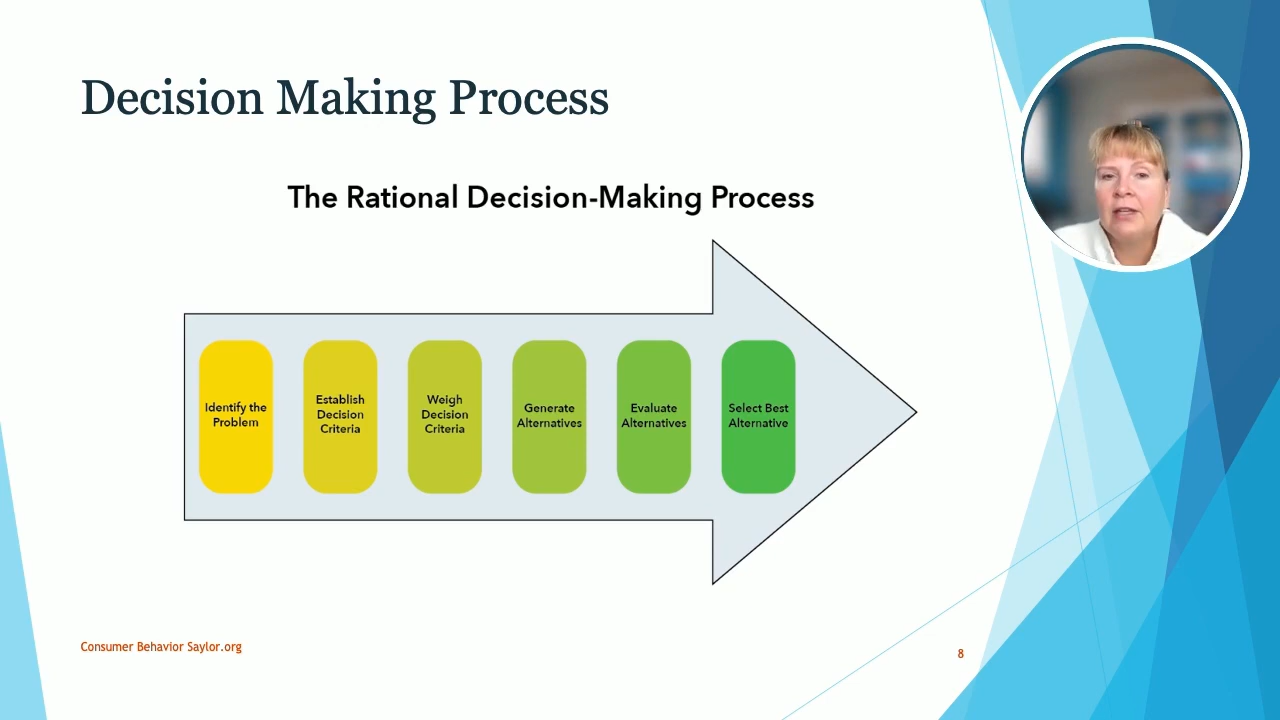 Decision Making Process
The Rational Decision-Making Process
Identify the
Problem
Establish
Decision
Criteria
Weigh
Decision
Criteria
Generate
Alternatives
Evaluate
Alternatives
Select Best
Alternative
Consumer Behavior Saylor.org
8